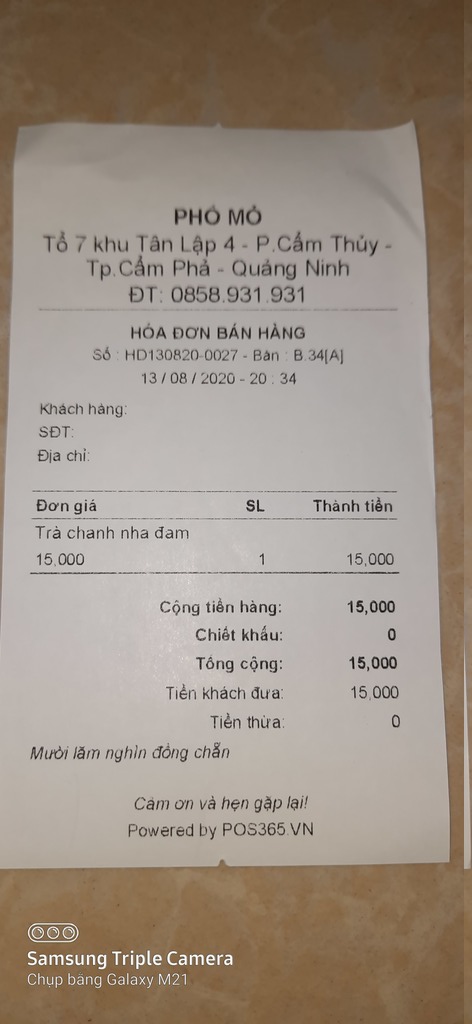 PHỐ MỎ
Tổ 7 khu Tân Lập 4 - P.Cẩm Thủy -
Tp.Cẩm Phả - Quảng Ninh
ĐT: 0858.931.931
HÓA ĐƠN BÁN HÀNG
Số : HD130820-0027 - Bàn : B.34[A]
13 / 08 / 2020 - 20 : 34
Khách hàng:
SĐT:
Địa chỉ:
Đơn giá SL Thành tiền
Trà chanh nha đam
15,000 1 15,000
Cộng tiền hàng: 15,000
Chiết khấu: 0
Tổng cộng: 15,000
Tiền khách đưa: 15,000
Tiền thừa: 0
Mười lăm nghìn đồng chẵn
Cảm ơn và hẹn gặp lại!
Powered by POS365.VN
Samsung Triple Camera
Chụp bằng Galaxy M21